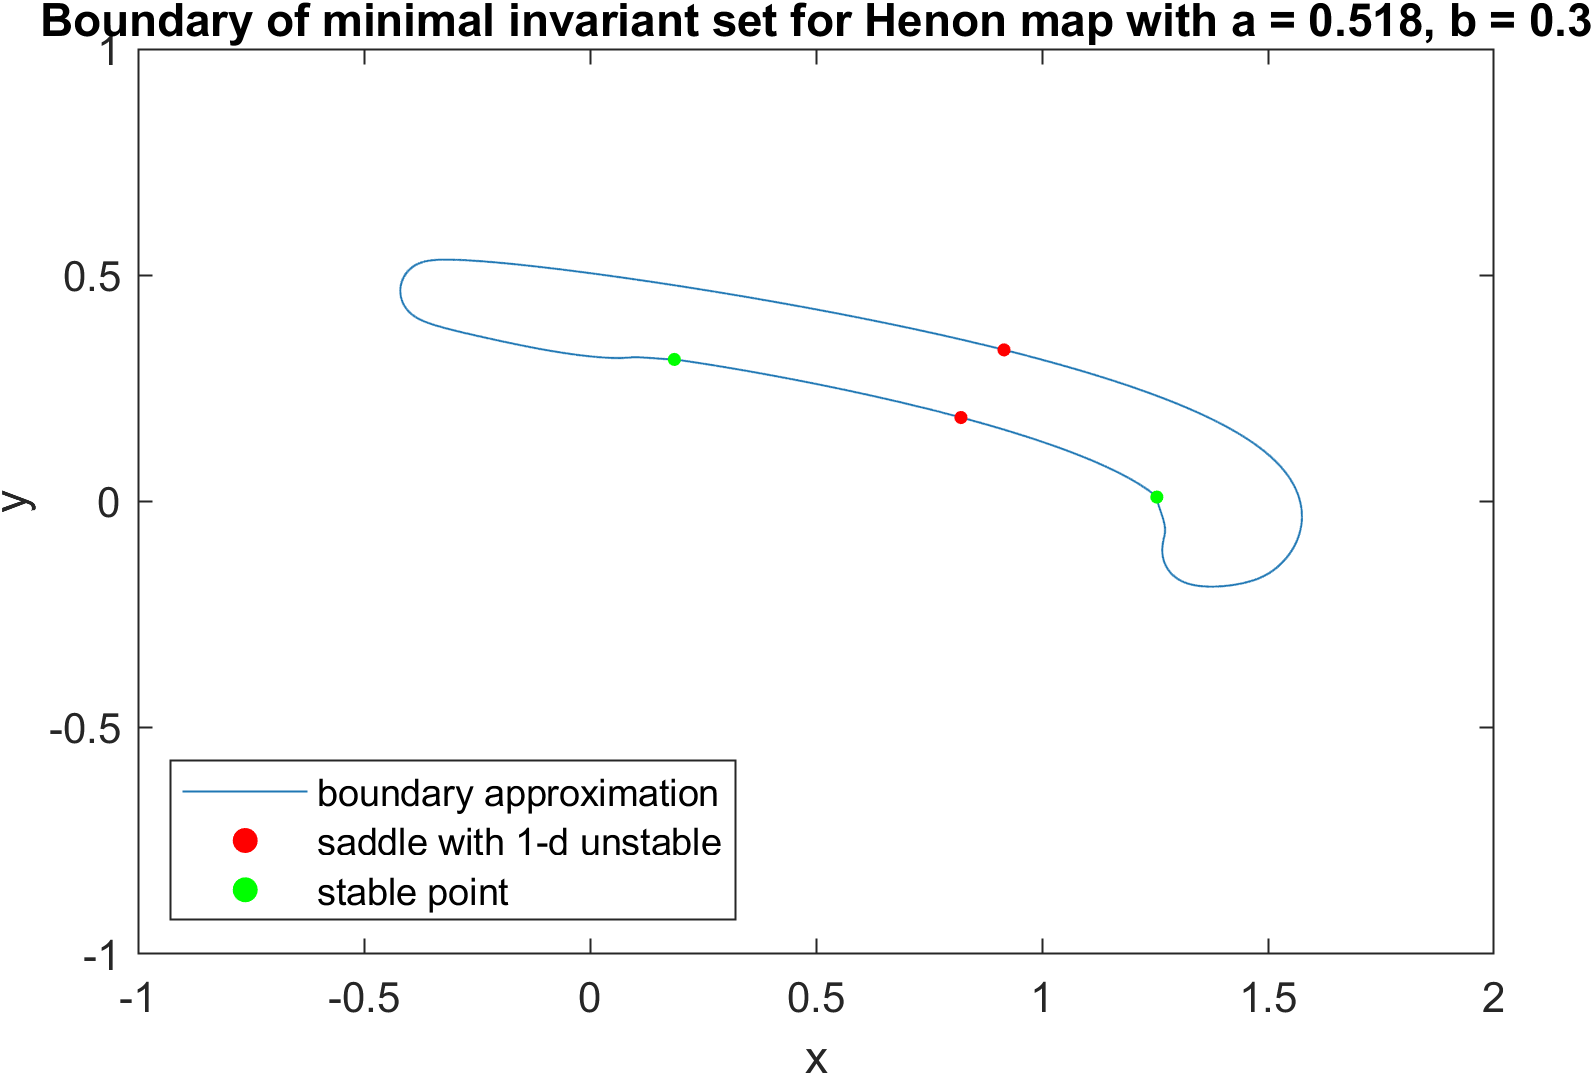 Boundary of minimal invariant set for Henon map with a = 0.518, b = 0.3
1
0.5
0
-0.5
-1
y
boundary approximation
saddle with 1-d unstable
stable point
-1 -0.5 0 0.5 1 1.5 2
x